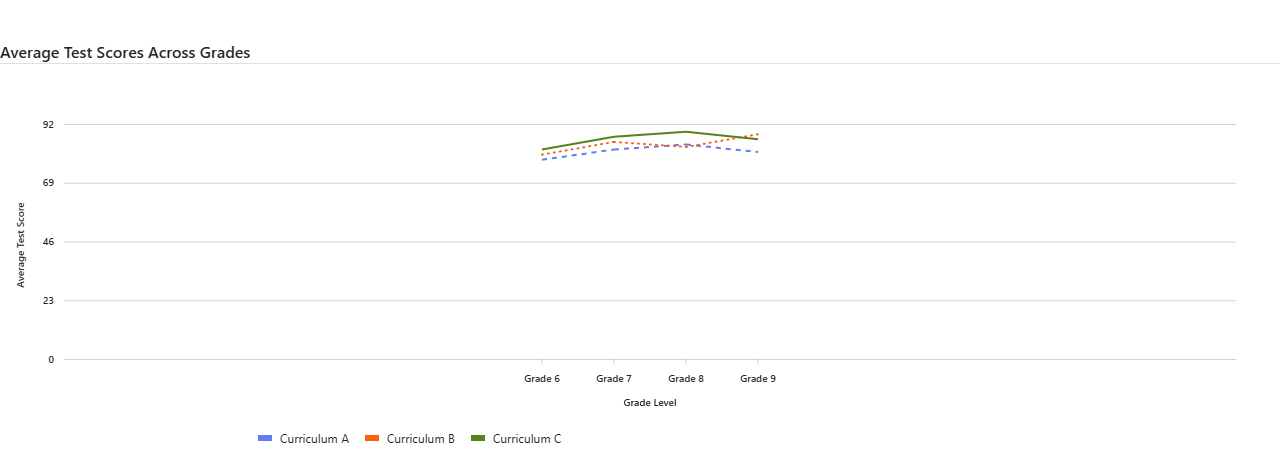 Average Test Scores Across Grades
92
69
46
23
0
Average Test Score
Grade 6 Grade 7 Grade 8 Grade 9
Grade Level
Curriculum A Curriculum B Curriculum C